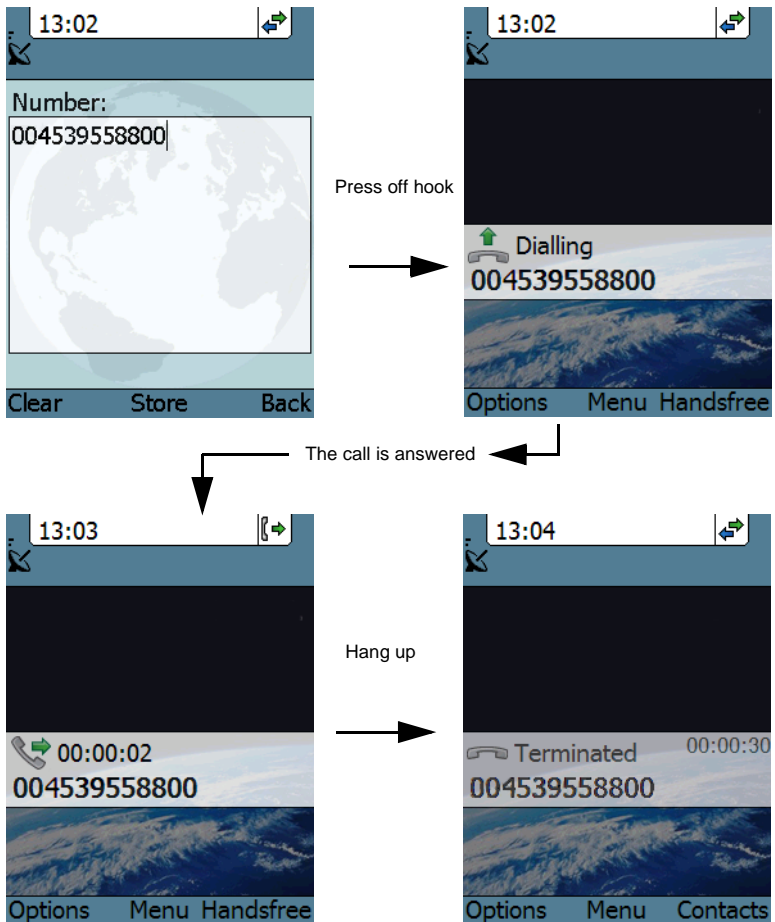 13:02
Number:
004539558800
Clear Store Back
Press off hook
13:02
Dialling
004539558800
Options Menu Handsfree
The call is answered
13:03
00:00:02
004539558800
Options Menu Handsfree
Hang up
13:04
Terminated 00:00:30
004539558800
Options Menu Contacts